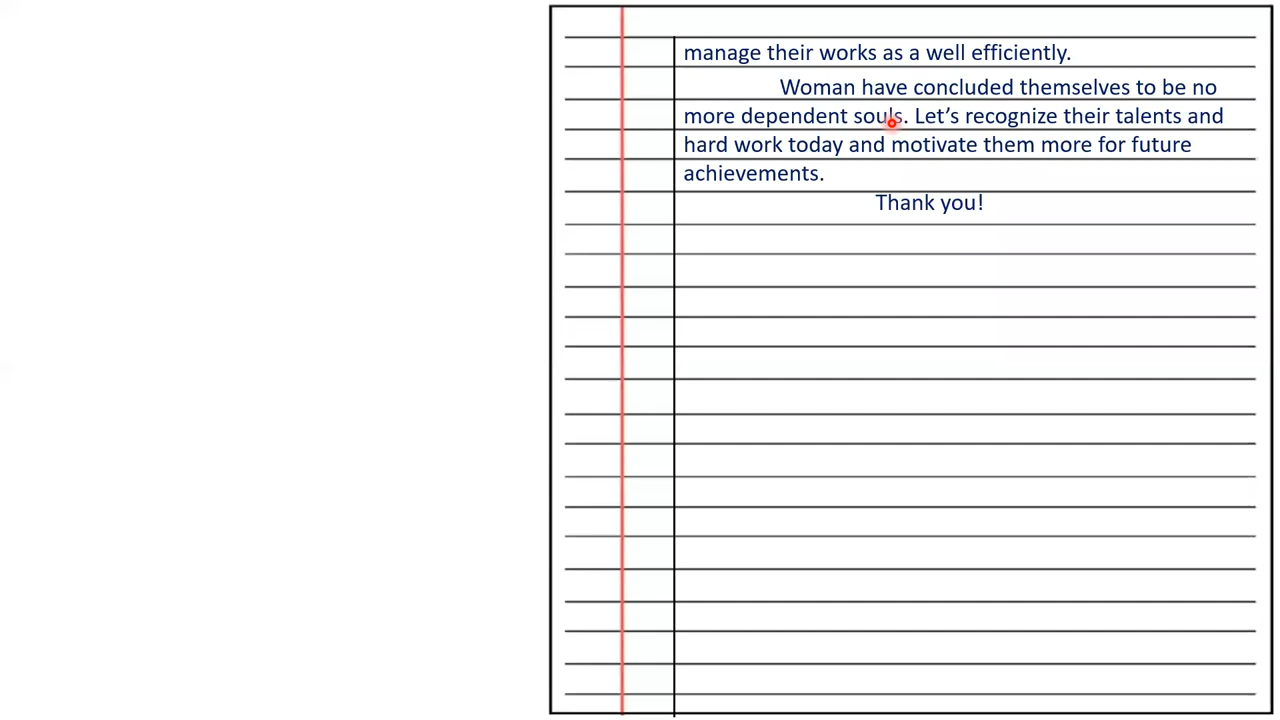 manage their works as a well efficiently.
Woman have concluded themselves to be no
more dependent souls. Let’s recognize their talents and
hard work today and motivate them more for future
achievements.
Thank you!